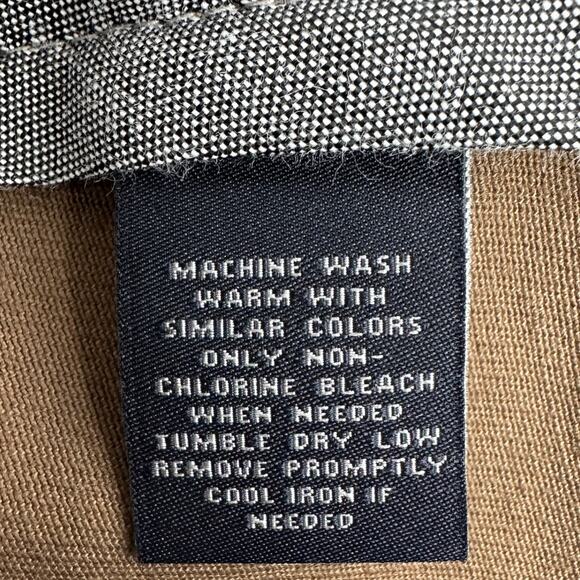 MACHINE WASH
WARM WITH
SIMILAR COLORS
ONLY NON-
CHLORINE BLEACH
WHEN NEEDED
TUMBLE DRY LOW
REMOVE PROMPTLY
COOL IRON IF
NEEDED